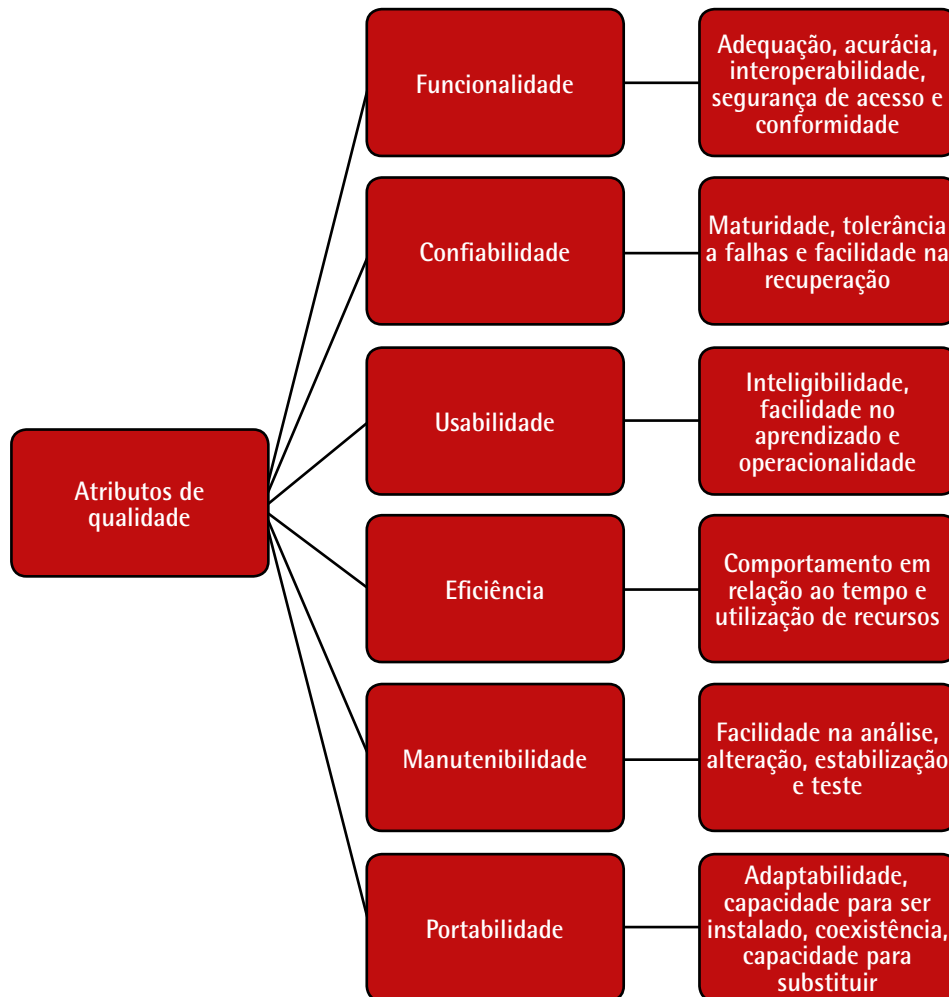 Funcionalidade
Adequação, acurácia,
interoperabilidade,
segurança de acesso e
conformidade
Confiabilidade
Maturidade, tolerância
a falhas e facilidade na
recuperação
Usabilidade
Inteligibilidade,
facilidade no
aprendizado e
operacionalidade
Atributos de
qualidade
Eficiência
Comportamento em
relação ao tempo e
utilização de recursos
Manutenibilidade
Facilidade na análise,
alteração, estabilização
e teste
Portabilidade
Adaptabilidade,
capacidade para ser
instalado, coexistência,
capacidade para
substituir